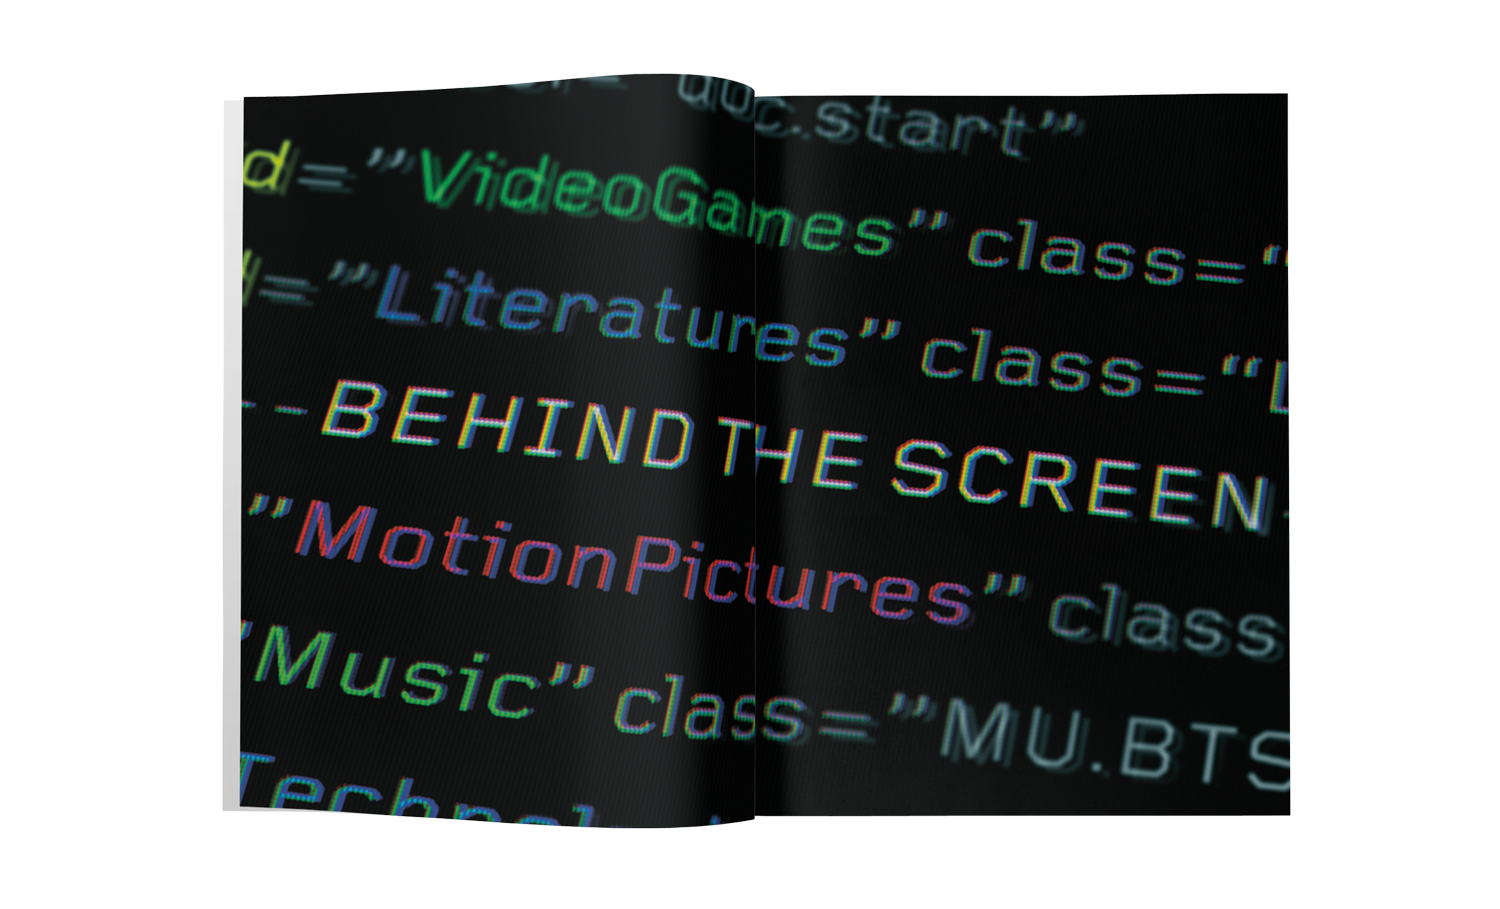 doc.start”
d=”VideoGames” class=“
d=”Literatures” class=“L
--BEHIND THE SCREEN-
”MotionPictures” class
”Music” class=”MU.BTS